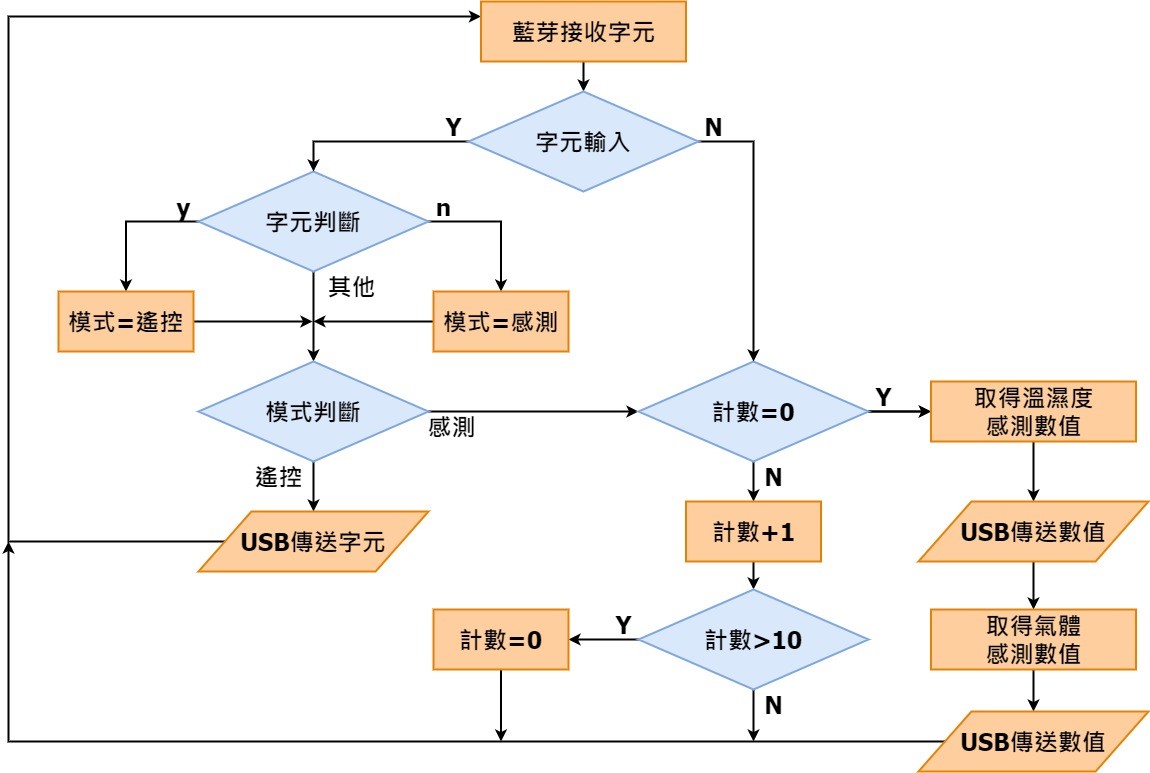 藍芽接收字元
字元輸入
Y
N
字元判斷
y
n
其他
模式=遙控
模式=感測
模式判斷
感測
遙控
USB傳送字元
計數=0
Y
N
取得溫濕度
感測數值
計數+1
USB傳送數值
計數>10
Y
N
計數=0
取得氣體
感測數值
USB傳送數值